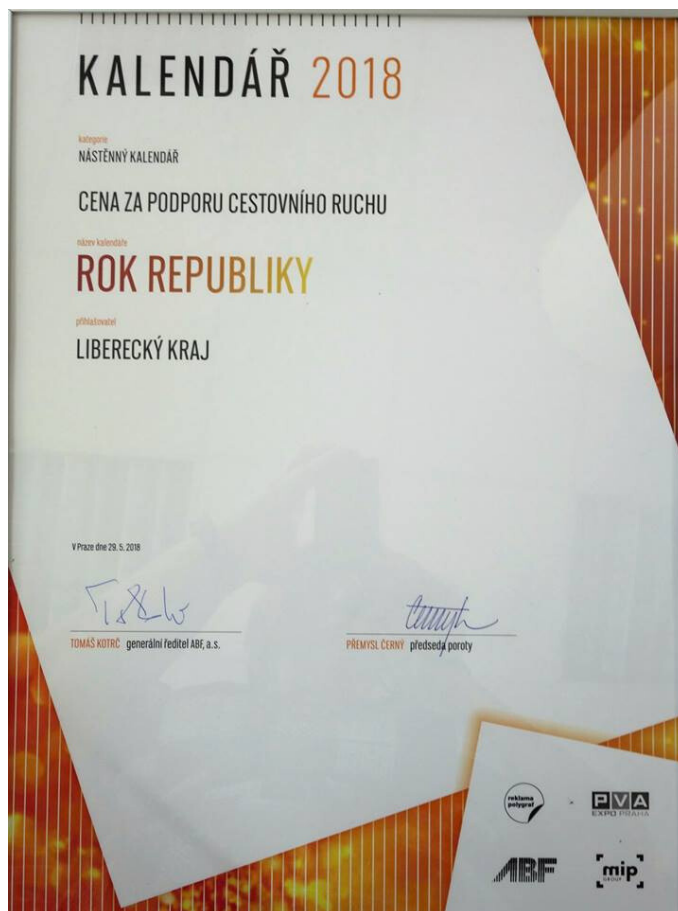 KALENDÁŘ 2018
kategorie
NÁSTĚNNÝ KALENDÁŘ
CENA ZA PODPORU CESTOVNÍHO RUCHU
název kalendáře
ROK REPUBLIKY
přihlašovatel
LIBERECKÝ KRAJ
V Praze dne 29. 5. 2018
TOMÁŠ KOTRČ generální ředitel ABF, a.s.
PŘEMYSL ČERNÝ předseda poroty
reklama
polygraf
PVA
EXPO PRAHA
ABF
mip
GROUP